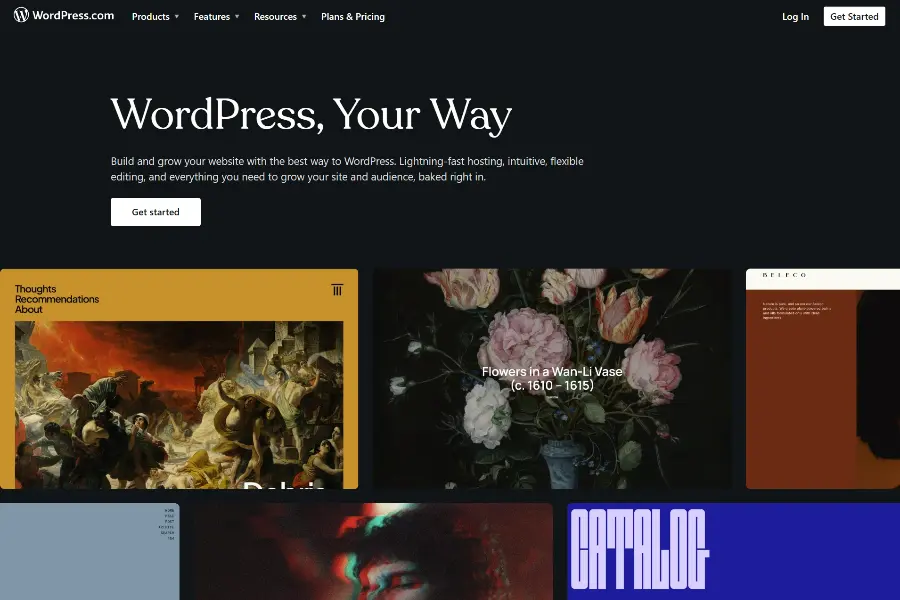 WordPress.com
Products
Features
Resources
Plans & Pricing
Log In
Get Started
WordPress, Your Way
Build and grow your website with the best way to WordPress. Lightning-fast hosting, intuitive, flexible
editing, and everything you need to grow your site and audience, baked right in.
Get started
Thoughts
Recommendations
About
Debris
Flowers in a Wan-Li Vase
(c. 1610 – 1615)
BELECO
CATALOG